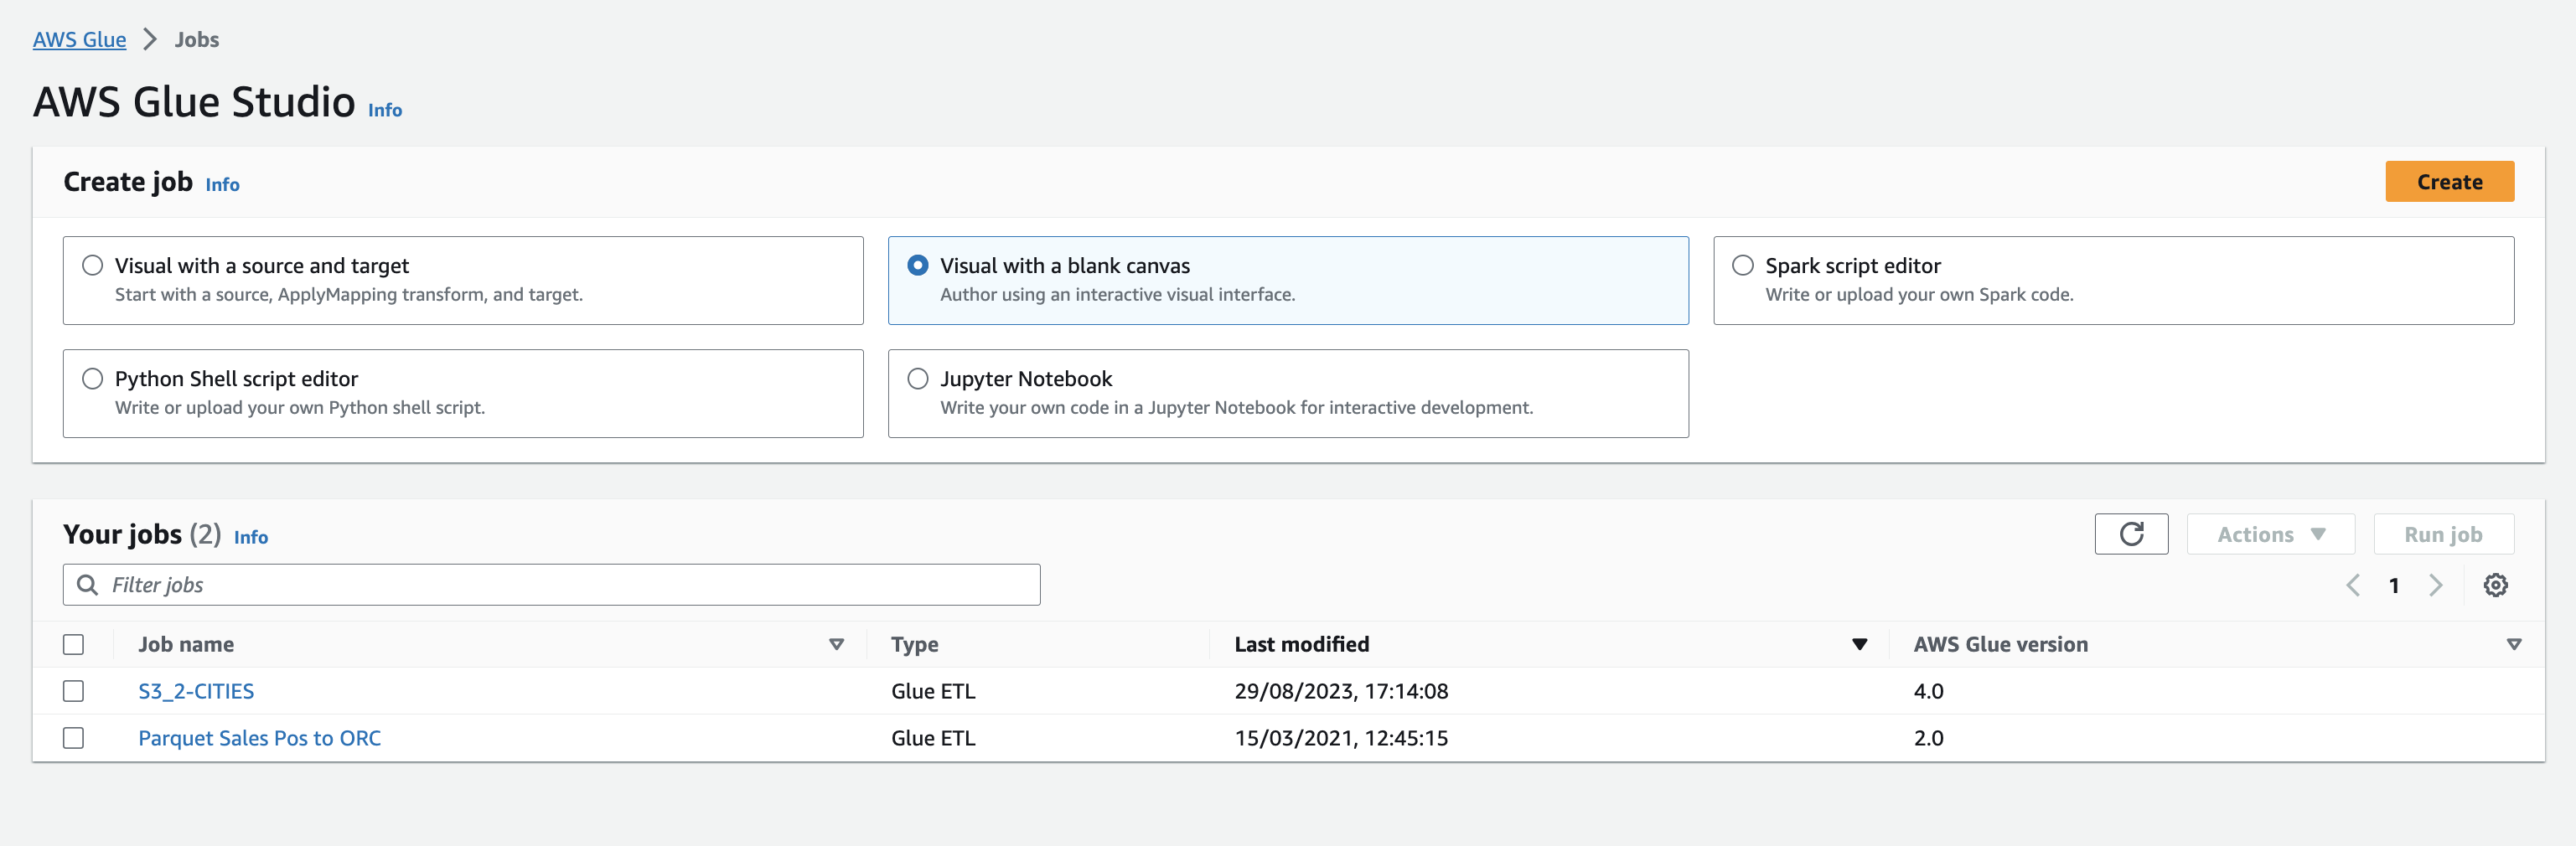 AWS Glue > Jobs
AWS Glue Studio Info
Create job Info Create
Visual with a source and target
Start with a source, ApplyMapping transform, and target.
Visual with a blank canvas
Author using an interactive visual interface.
Spark script editor
Write or upload your own Spark code.
Python Shell script editor
Write or upload your own Python shell script.
Jupyter Notebook
Write your own code in a Jupyter Notebook for interactive development.
Your jobs (2) Info Actions Run job
Filter jobs 1
Job name Type Last modified AWS Glue version
S3_2-CITIES Glue ETL 29/08/2023, 17:14:08 4.0
Parquet Sales Pos to ORC Glue ETL 15/03/2021, 12:45:15 2.0